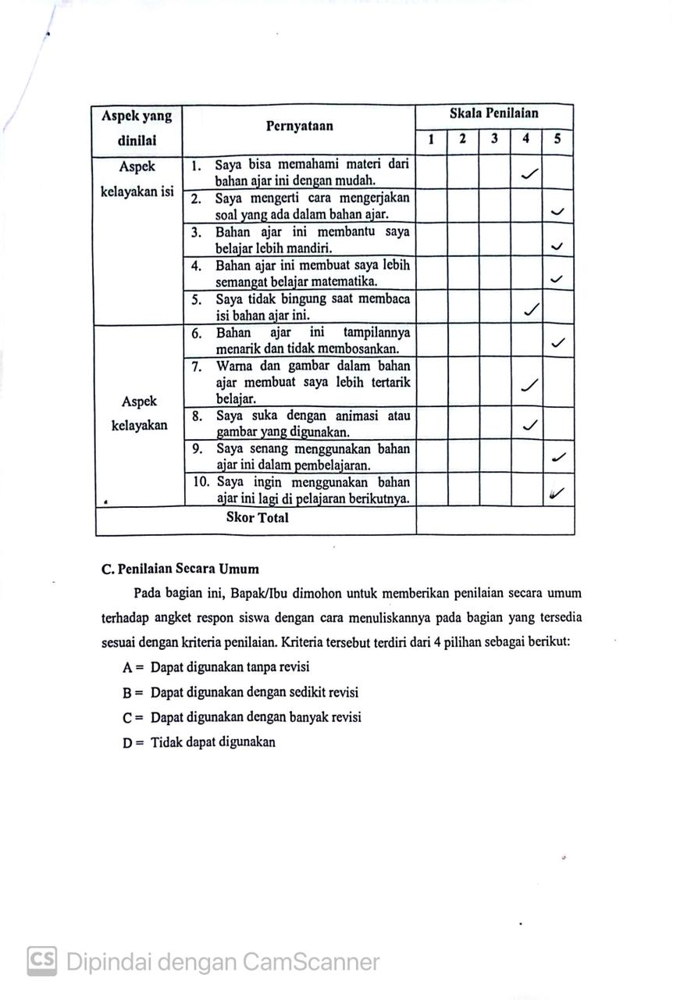 Aspek yang dinilai
Pernyataan
Skala Penilaian
1 2 3 4 5
Aspek
kelayakan isi
1. Saya bisa memahami materi dari
bahan ajar ini dengan mudah.
✓
2. Saya mengerti cara mengerjakan
soal yang ada dalam bahan ajar.
✓
3. Bahan ajar ini membantu saya
belajar lebih mandiri.
✓
4. Bahan ajar ini membuat saya lebih
semangat belajar matematika.
✓
5. Saya tidak bingung saat membaca
isi bahan ajar ini.
✓
Aspek
kelayakan
6. Bahan ajar ini tampilannya
menarik dan tidak membosankan.
✓
7. Warna dan gambar dalam bahan
ajar membuat saya lebih tertarik
belajar.
✓
8. Saya suka dengan animasi atau
gambar yang digunakan.
✓
9. Saya senang menggunakan bahan
ajar ini dalam pembelajaran.
✓
10. Saya ingin menggunakan bahan
ajar ini lagi di pelajaran berikutnya.
✓
Skor Total
C. Penilaian Secara Umum
Pada bagian ini, Bapak/Ibu dimohon untuk memberikan penilaian secara umum
terhadap angket respon siswa dengan cara menuliskannya pada bagian yang tersedia
sesuai dengan kriteria penilaian. Kriteria tersebut terdiri dari 4 pilihan sebagai berikut:
A = Dapat digunakan tanpa revisi
B = Dapat digunakan dengan sedikit revisi
C = Dapat digunakan dengan banyak revisi
D = Tidak dapat digunakan
CS Dipindai dengan CamScanner